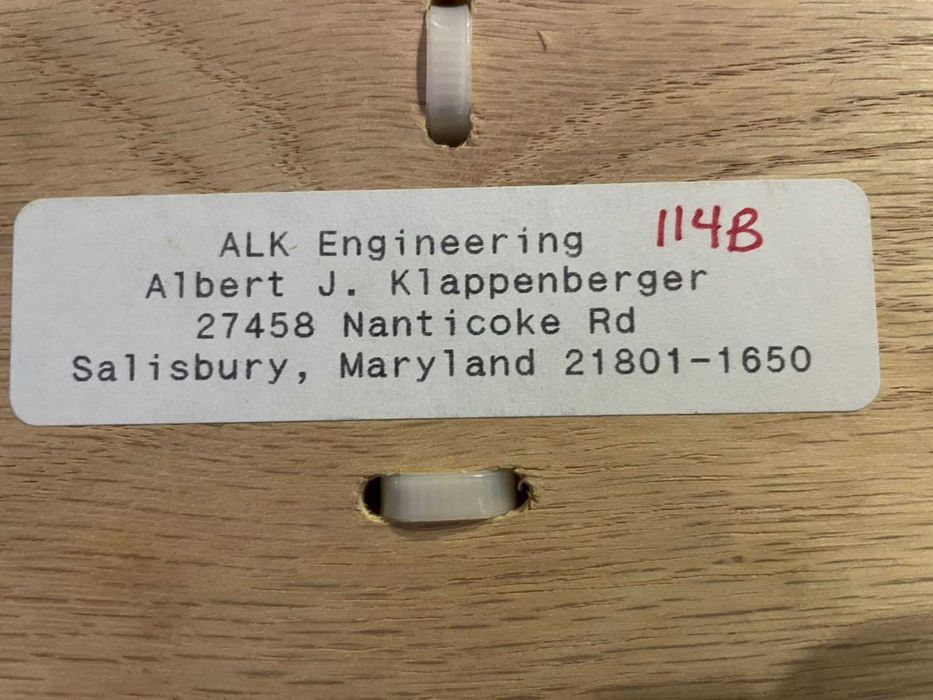 ALK Engineering 114B
Albert J. Klappenberger
27458 Nanticoke Rd
Salisbury, Maryland 21801-1650